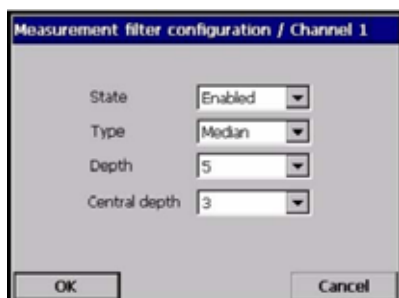 Measurement filter configuration / Channel 1
State Enabled
Type Median
Depth 5
Central depth 3
OK Cancel